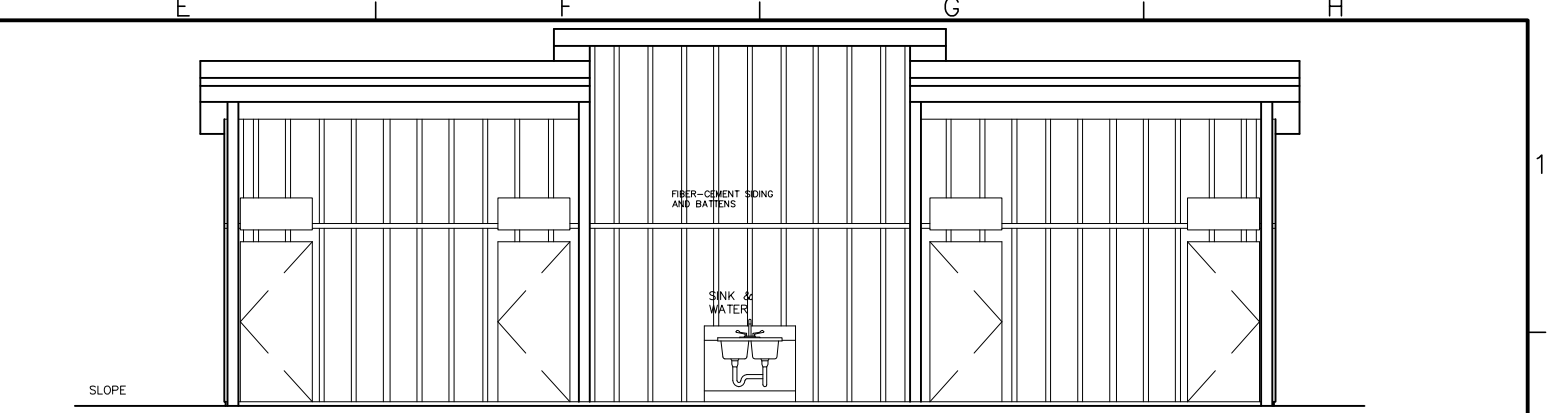 E F G H
1
FIBER-CEMENT SIDING
AND BATTENS
SINK &
WATER
SLOPE